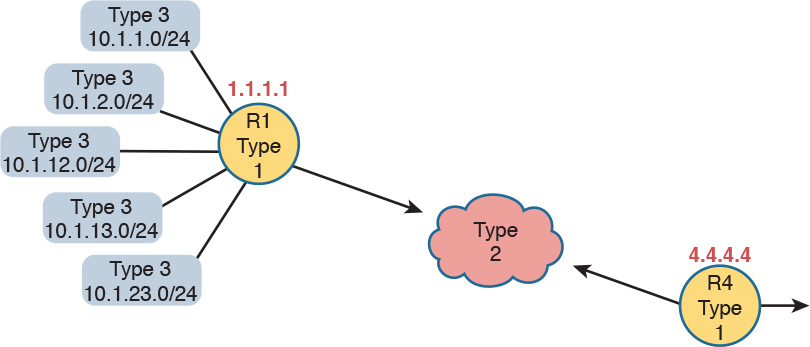 Type 3
10.1.1.0/24
Type 3
10.1.2.0/24
Type 3
10.1.12.0/24
Type 3
10.1.13.0/24
Type 3
10.1.23.0/24
1.1.1.1
R1
Type
1
Type
2
4.4.4.4
R4
Type
1